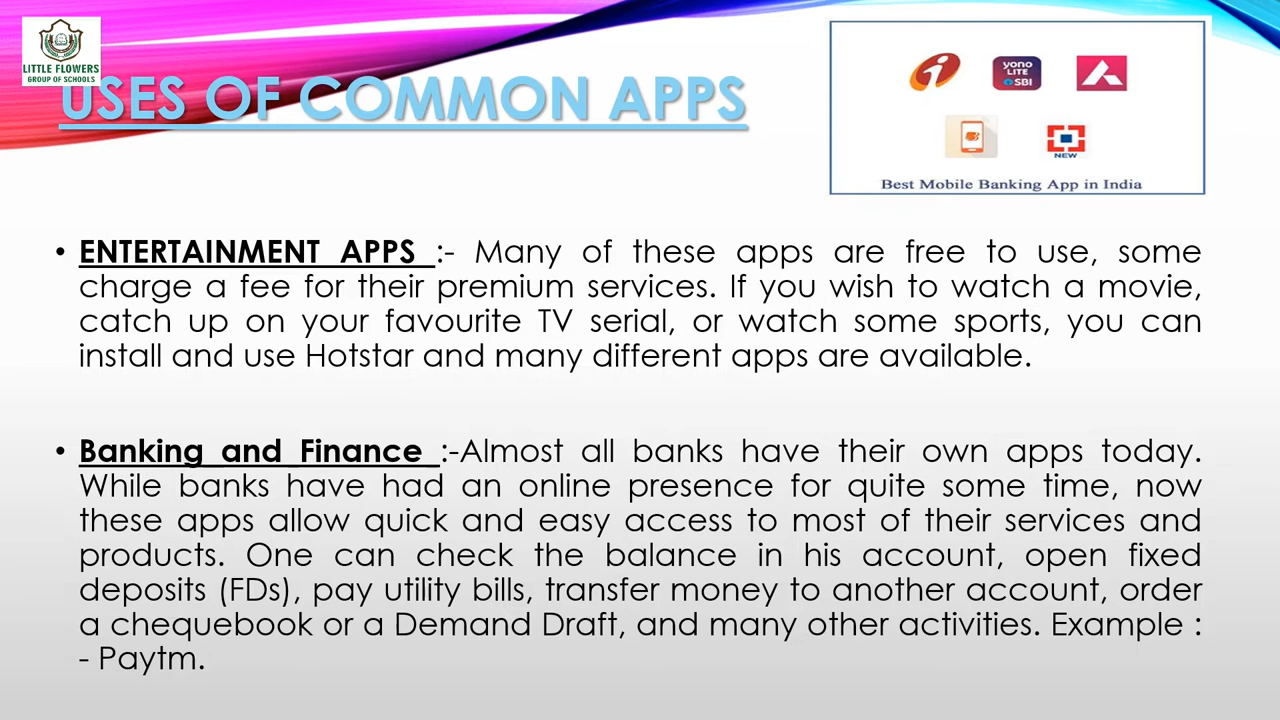 LITTLE FLOWERS
GROUP OF SCHOOLS
USES OF COMMON APPS
yono
LITE
SBI
NEW
Best Mobile Banking App in India
• ENTERTAINMENT APPS :- Many of these apps are free to use, some
charge a fee for their premium services. If you wish to watch a movie,
catch up on your favourite TV serial, or watch some sports, you can
install and use Hotstar and many different apps are available.
• Banking and Finance :-Almost all banks have their own apps today.
While banks have had an online presence for quite some time, now
these apps allow quick and easy access to most of their services and
products. One can check the balance in his account, open fixed
deposits (FDs), pay utility bills, transfer money to another account, order
a chequebook or a Demand Draft, and many other activities. Example :
- Paytm.